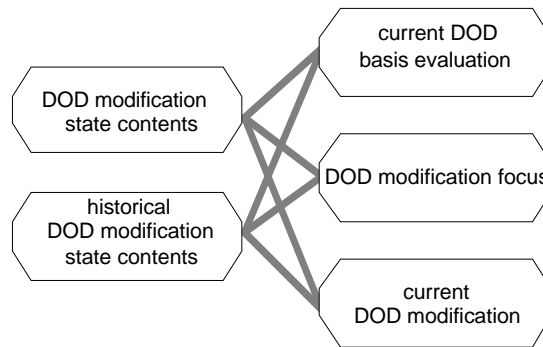 DOD modification
state contents
historical
DOD modification
state contents
current DOD
basis evaluation
DOD modification focus
current
DOD modification